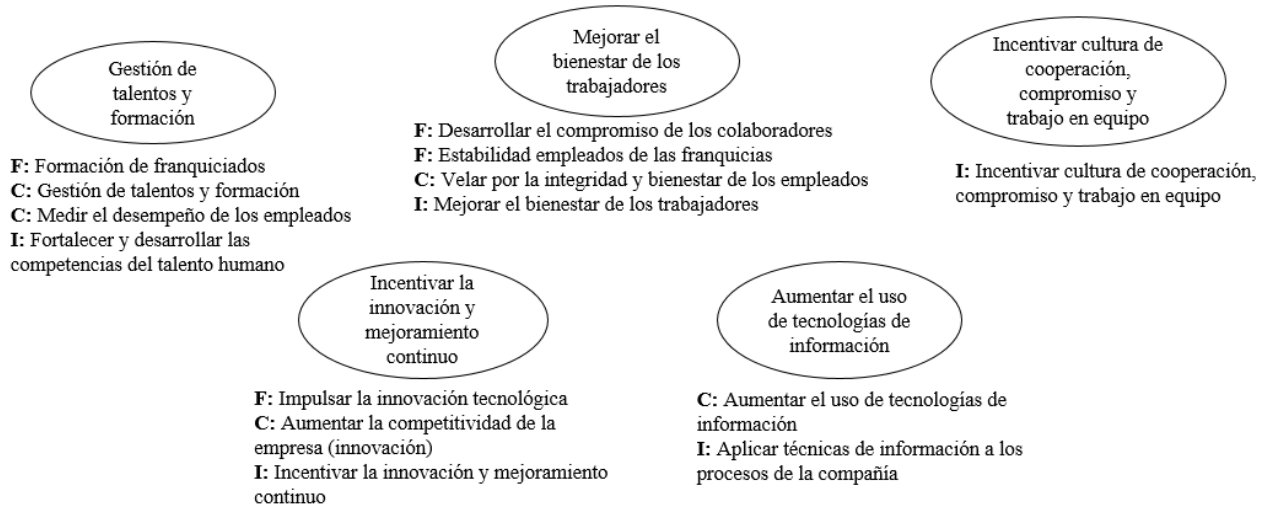 Gestión de
talentos y
formación
F: Formación de franquiciados
C: Gestión de talentos y formación
C: Medir el desempeño de los empleados
I: Fortalecer y desarrollar las
competencias del talento humano
Mejorar el
bienestar de los
trabajadores
F: Desarrollar el compromiso de los colaboradores
F: Estabilidad empleados de las franquicias
C: Velar por la integridad y bienestar de los empleados
I: Mejorar el bienestar de los trabajadores
Incentivar cultura de
cooperación,
compromiso y
trabajo en equipo
I: Incentivar cultura de cooperación,
compromiso y trabajo en equipo
Incentivar la
innovación y
mejoramiento
continuo
F: Impulsar la innovación tecnológica
C: Aumentar la competitividad de la
empresa (innovación)
I: Incentivar la innovación y mejoramiento
continuo
Aumentar el uso
de tecnologías de
información
C: Aumentar el uso de tecnologías de
información
I: Aplicar técnicas de información a los
procesos de la compañía